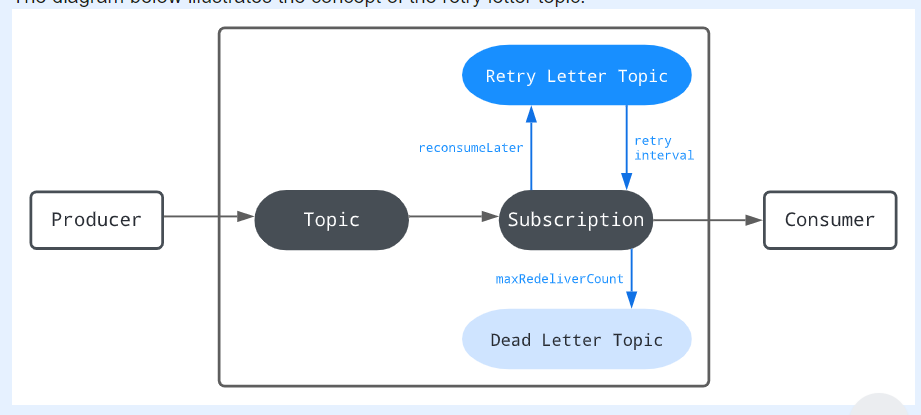 The diagram below illustrates the concept of the retry letter topic.
Retry Letter Topic
reconsumeLater
retry
interval
Producer
Topic
Subscription
Consumer
maxRedeliverCount
Dead Letter Topic